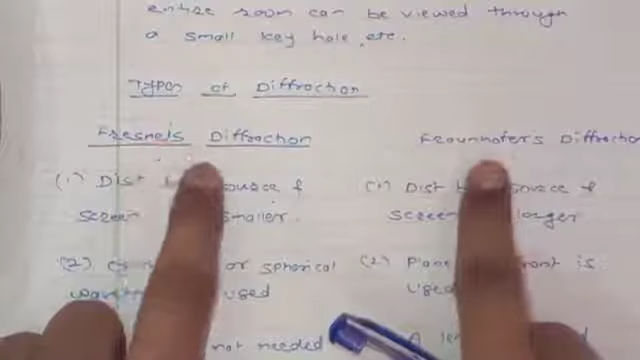 entire room can be viewed through
a small key hole, etc.
Types of Diffraction
Fresnels Diffraction
Fraunhofer's Diffraction
(1) Dist source &
screen smaller.
(1) Dist source &
screen larger
(2) or spherical
used
(2) Plane is
used
not needed
A